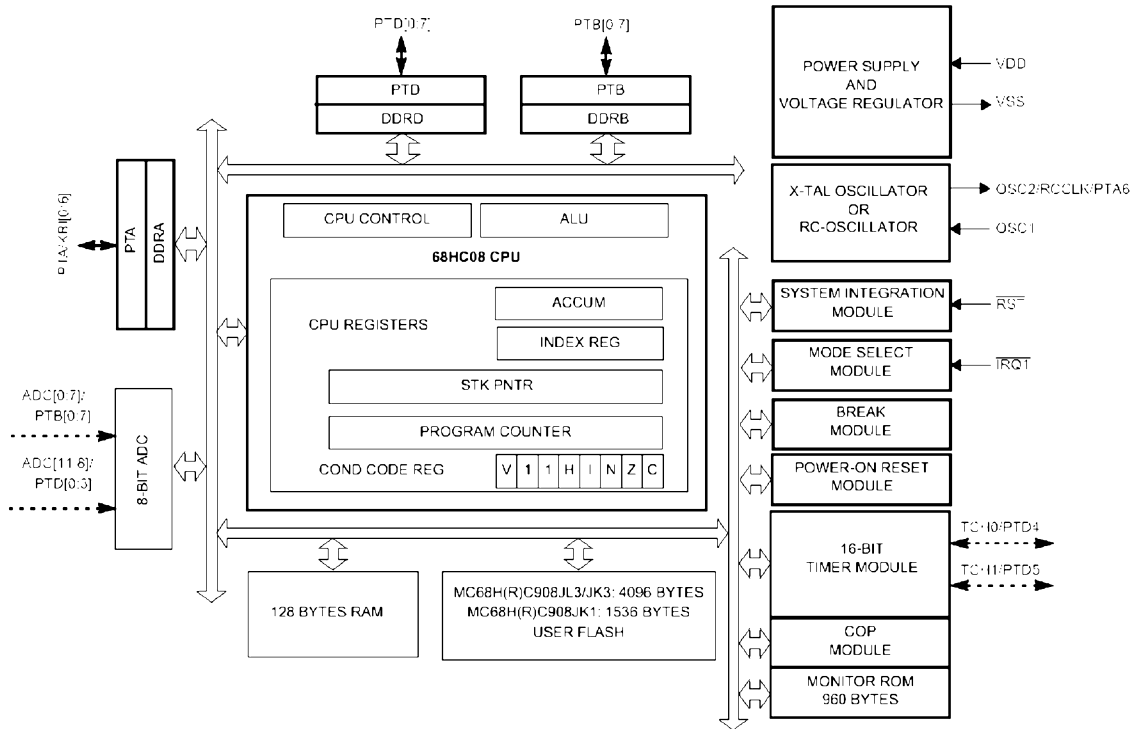 PTD[0:7]
PTB[0:7]
PTD
DDRD
PTB
DDRB
POWER SUPPLY
AND
VOLTAGE REGULATOR
VDD
VSS
X-TAL OSCILLATOR
OR
RC-OSCILLATOR
OSC2/RCCLK/PTA6
OSC1
PTA/KBI[0:6]
PTA
DDRA
CPU CONTROL
ALU
68HC08 CPU
CPU REGISTERS
ACCUM
INDEX REG
STK PNTR
PROGRAM COUNTER
COND CODE REG
V 1 1 H I N Z C
SYSTEM INTEGRATION
MODULE
RST
MODE SELECT
MODULE
IRQ1
BREAK
MODULE
POWER-ON RESET
MODULE
ADC[0:7]/
PTB[0:7]
ADC[11:8]/
PTD[0:3]
8-BIT ADC
16-BIT
TIMER MODULE
TCH0/PTD4
TCH1/PTD5
128 BYTES RAM
MC68H(R)C908JL3/JK3: 4096 BYTES
MC68H(R)C908JK1: 1536 BYTES
USER FLASH
COP
MODULE
MONITOR ROM
960 BYTES